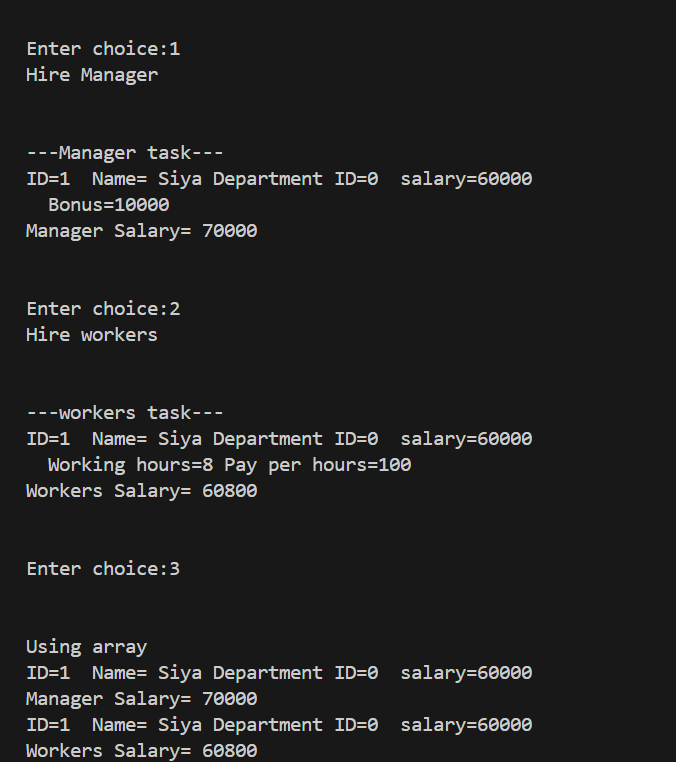 Enter choice:1
Hire Manager
---Manager task---
ID=1  Name= Siya Department ID=0  salary=60000
  Bonus=10000
Manager Salary= 70000
Enter choice:2
Hire workers
---workers task---
ID=1  Name= Siya Department ID=0  salary=60000
  Working hours=8 Pay per hours=100
Workers Salary= 60800
Enter choice:3
Using array
ID=1  Name= Siya Department ID=0  salary=60000
Manager Salary= 70000
ID=1  Name= Siya Department ID=0  salary=60000
Workers Salary= 60800